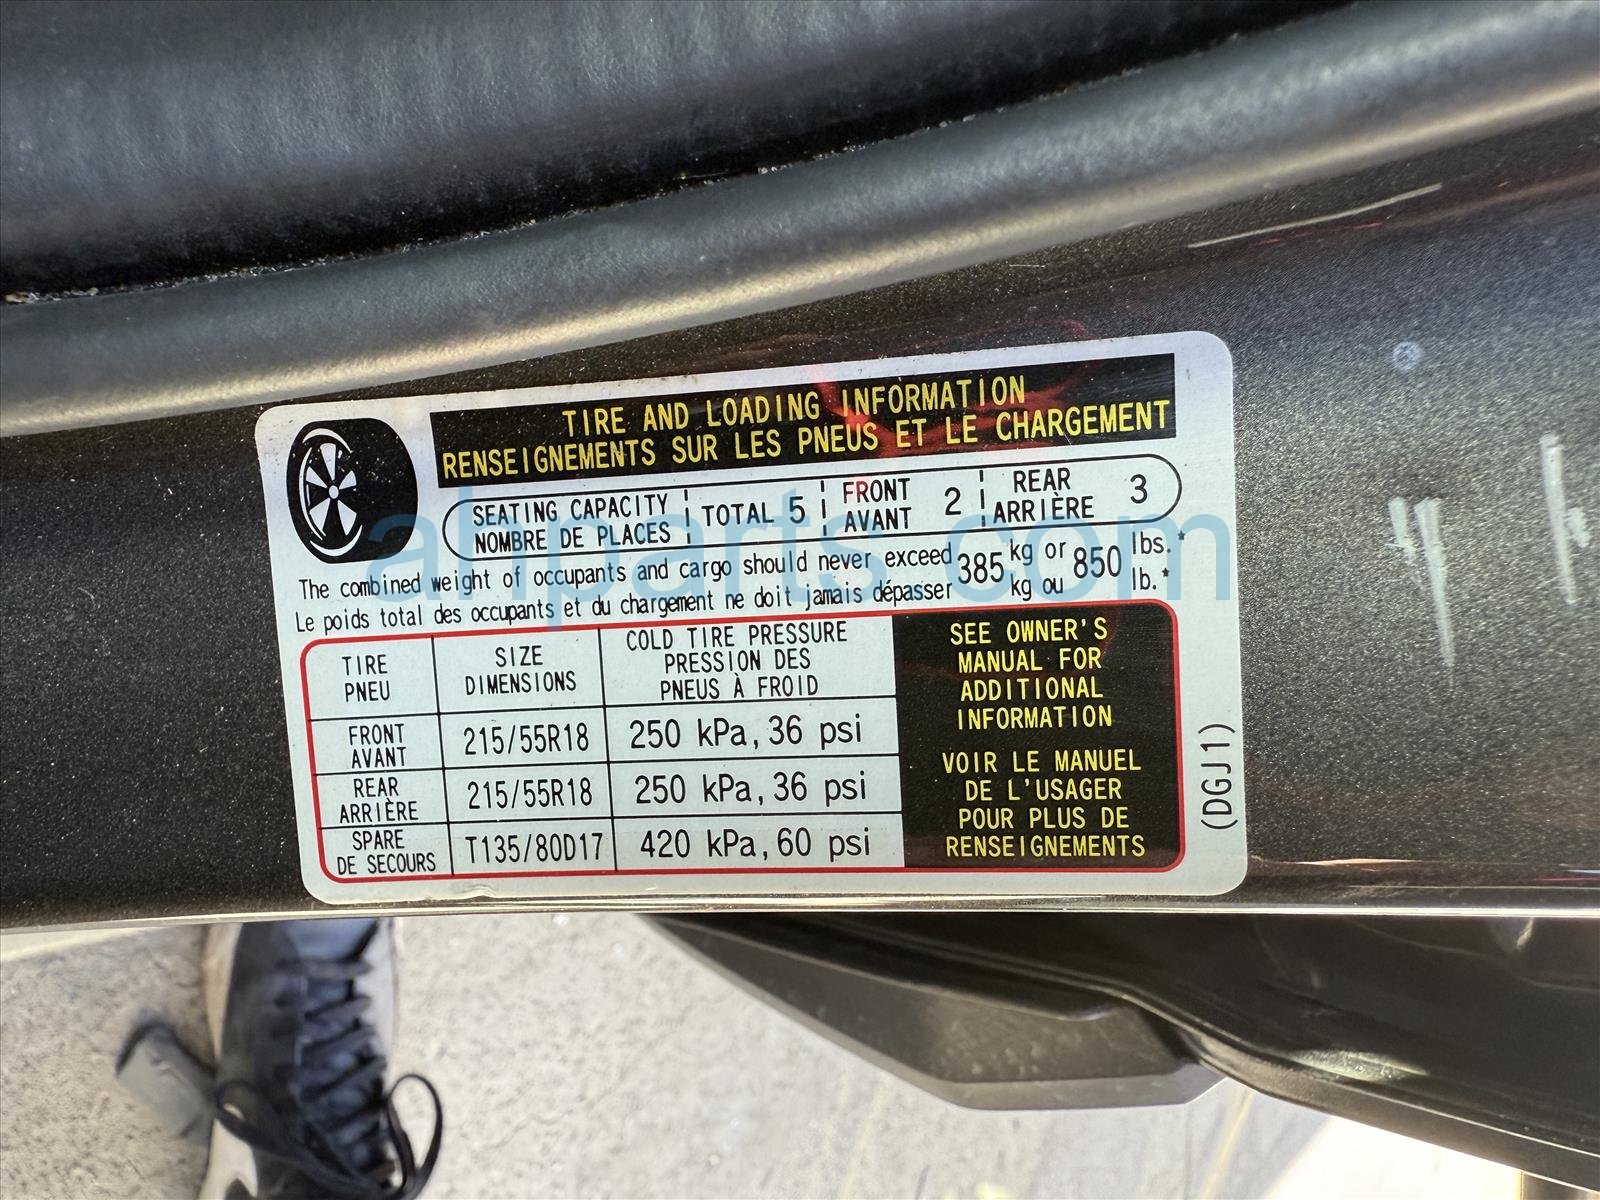 TIRE AND LOADING INFORMATION
RENSEIGNEMENTS SUR LES PNEUS ET LE CHARGEMENT
SEATING CAPACITY
NOMBRE DE PLACES
TOTAL 5
FRONT
AVANT
2
REAR
ARRIÈRE
3
The combined weight of occupants and cargo should never exceed 385 kg or 850 lbs.*
Le poids total des occupants et du chargement ne doit jamais dépasser kg ou lb.*
TIRE
PNEU
SIZE
DIMENSIONS
COLD TIRE PRESSURE
PRESSION DES
PNEUS À FROID
FRONT
AVANT
215/55R18
250 kPa, 36 psi
REAR
ARRIÈRE
215/55R18
250 kPa, 36 psi
SPARE
DE SECOURS
T135/80D17
420 kPa, 60 psi
SEE OWNER'S
MANUAL FOR
ADDITIONAL
INFORMATION
VOIR LE MANUEL
DE L'USAGER
POUR PLUS DE
RENSEIGNEMENTS
(DGJ1)
ahparts.com